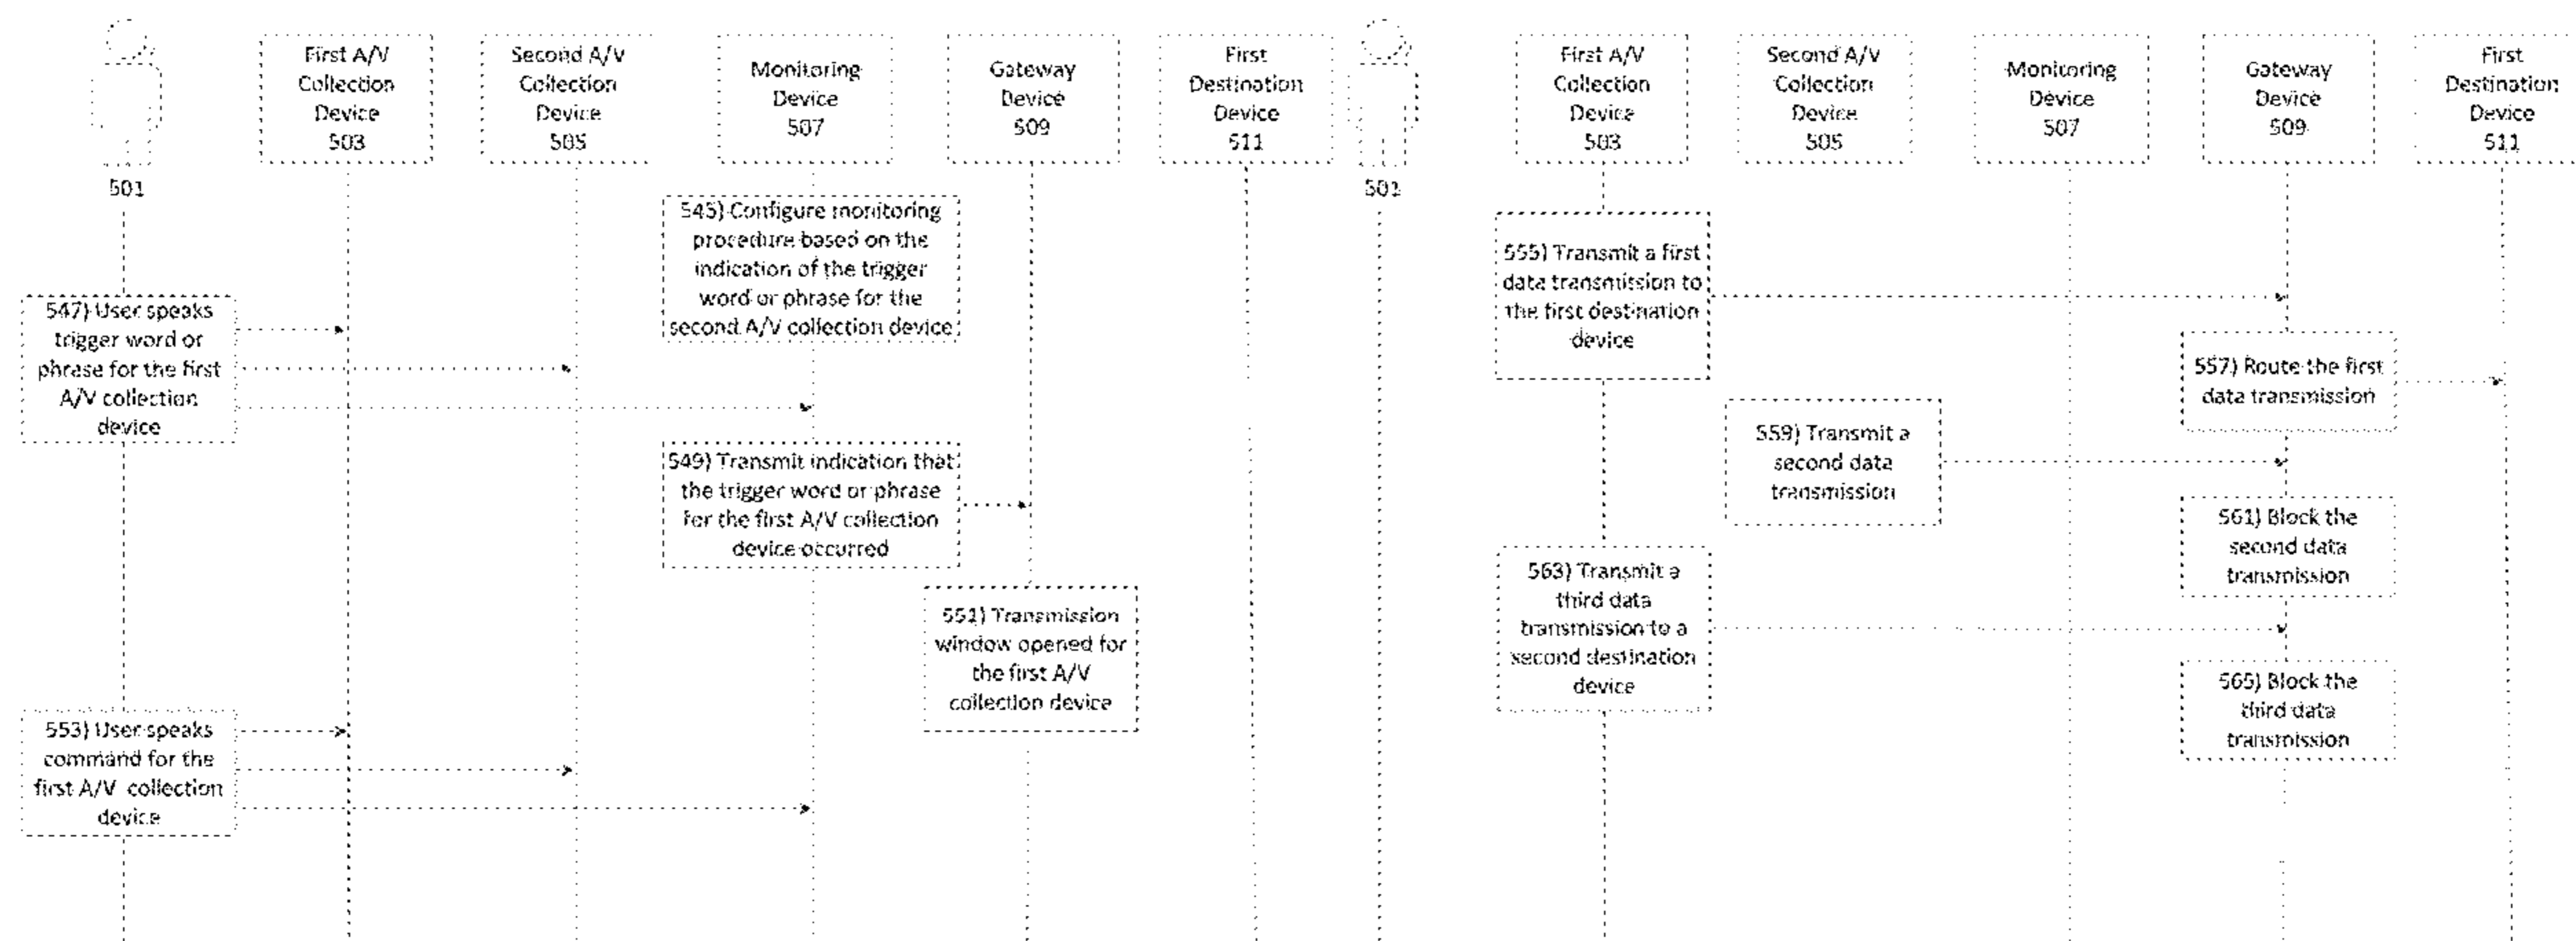 First A/V
Collection
Device
503
Second A/V
Collection
Device
505
Monitoring
Device
507
Gateway
Device
509
First
Destination
Device
511
501
545) Configure monitoring
procedure based on the
indication of the trigger
word or phrase for the
second A/V collection device
547) User speaks
trigger word or
phrase for the first
A/V collection
device
549) Transmit indication that
the trigger word or phrase
for the first A/V collection
device occurred
551) Transmission
window opened for
the first A/V
collection device
553) User speaks
command for the
first A/V collection
device
First A/V
Collection
Device
503
Second A/V
Collection
Device
505
Monitoring
Device
507
Gateway
Device
509
First
Destination
Device
511
501
555) Transmit a first
data transmission to
the first destination
device
557) Route the first
data transmission
559) Transmit a
second data
transmission
561) Block the
second data
transmission
563) Transmit a
third data
transmission to a
second destination
device
565) Block the
third data
transmission